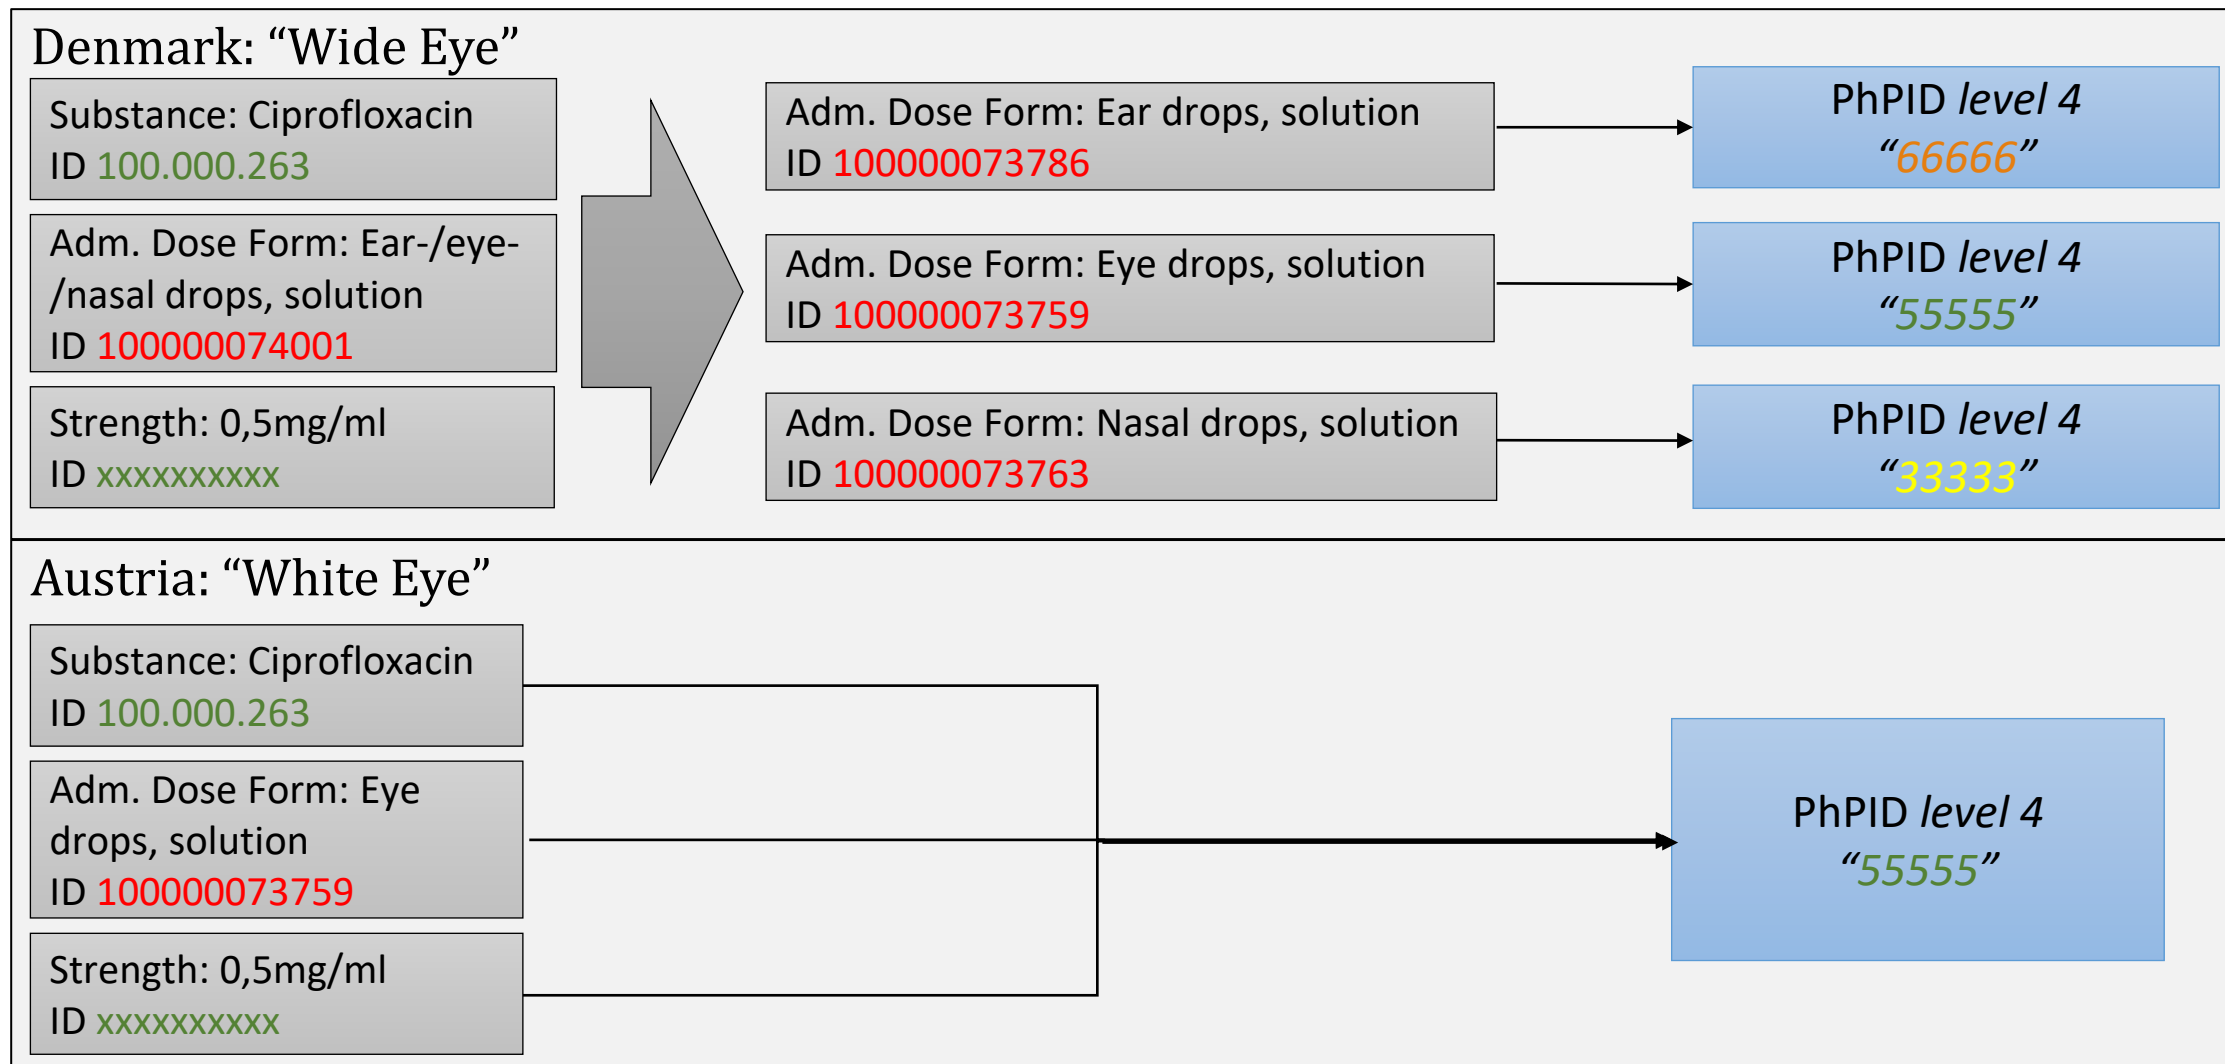 Denmark: “Wide Eye”
Substance: Ciprofloxacin
ID 100.000.263
Adm. Dose Form: Ear-/eye-
/nasal drops, solution
ID 100000074001
Strength: 0,5mg/ml
ID xxxxxxxxxx
Adm. Dose Form: Ear drops, solution
ID 100000073786
Adm. Dose Form: Eye drops, solution
ID 100000073759
Adm. Dose Form: Nasal drops, solution
ID 100000073763
PhPID level 4
“66666”
PhPID level 4
“55555”
PhPID level 4
“33333”
Austria: “White Eye”
Substance: Ciprofloxacin
ID 100.000.263
Adm. Dose Form: Eye
drops, solution
ID 100000073759
Strength: 0,5mg/ml
ID xxxxxxxxxx
PhPID level 4
“55555”